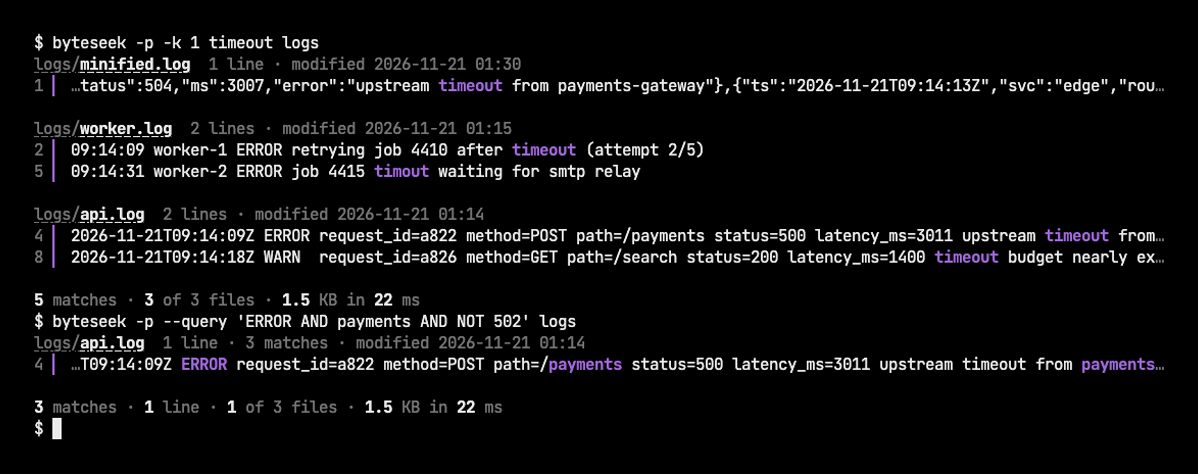 $ byteseek -p -k 1 timeout logs
logs/minified.log  1 line · modified 2026-11-21 01:30
1 …tatus":504,"ms":3007,"error":"upstream timeout from payments-gateway"},{"ts":"2026-11-21T09:14:13Z","svc":"edge","rou…
logs/worker.log  2 lines · modified 2026-11-21 01:15
2 09:14:09 worker-1 ERROR retrying job 4410 after timeout (attempt 2/5)
5 09:14:31 worker-2 ERROR job 4415 timout waiting for smtp relay
logs/api.log  2 lines · modified 2026-11-21 01:14
4 2026-11-21T09:14:09Z ERROR request_id=a822 method=POST path=/payments status=500 latency_ms=3011 upstream timeout from…
8 2026-11-21T09:14:18Z WARN  request_id=a826 method=GET path=/search status=200 latency_ms=1400 timeout budget nearly ex…
5 matches · 3 of 3 files · 1.5 KB in 22 ms
$ byteseek -p --query 'ERROR AND payments AND NOT 502' logs
logs/api.log  1 line · 3 matches · modified 2026-11-21 01:14
4 …T09:14:09Z ERROR request_id=a822 method=POST path=/payments status=500 latency_ms=3011 upstream timeout from payments…
3 matches · 1 line · 1 of 3 files · 1.5 KB in 22 ms
$